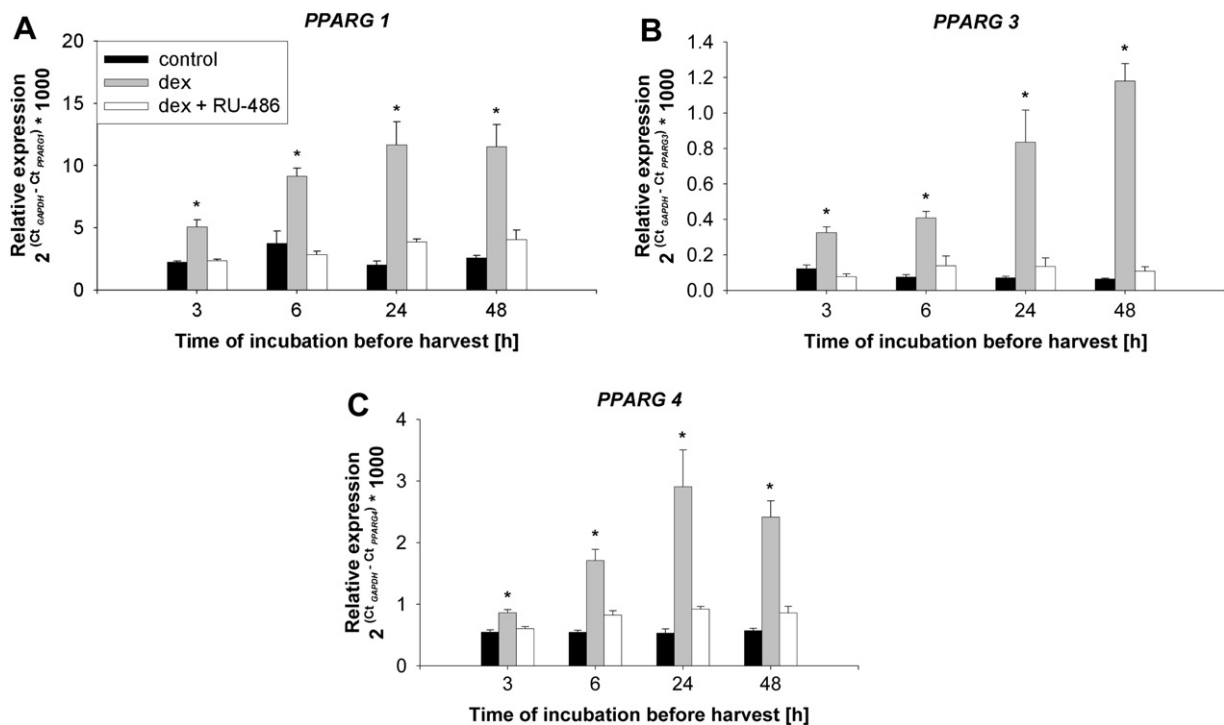 A
PPARG 1
Relative expression
2 (Ct GAPDH - Ct PPARG1) * 1000
20
15
10
5
0
control
dex
dex + RU-486
*
*
*
*
3
6
24
48
Time of incubation before harvest [h]
B
PPARG 3
Relative expression
2 (Ct GAPDH - Ct PPARG3) * 1000
1.4
1.2
1.0
0.8
0.6
0.4
0.2
0.0
*
*
*
*
3
6
24
48
Time of incubation before harvest [h]
C
PPARG 4
Relative expression
2 (Ct GAPDH - Ct PPARG4) * 1000
4
3
2
1
0
*
*
*
*
3
6
24
48
Time of incubation before harvest [h]